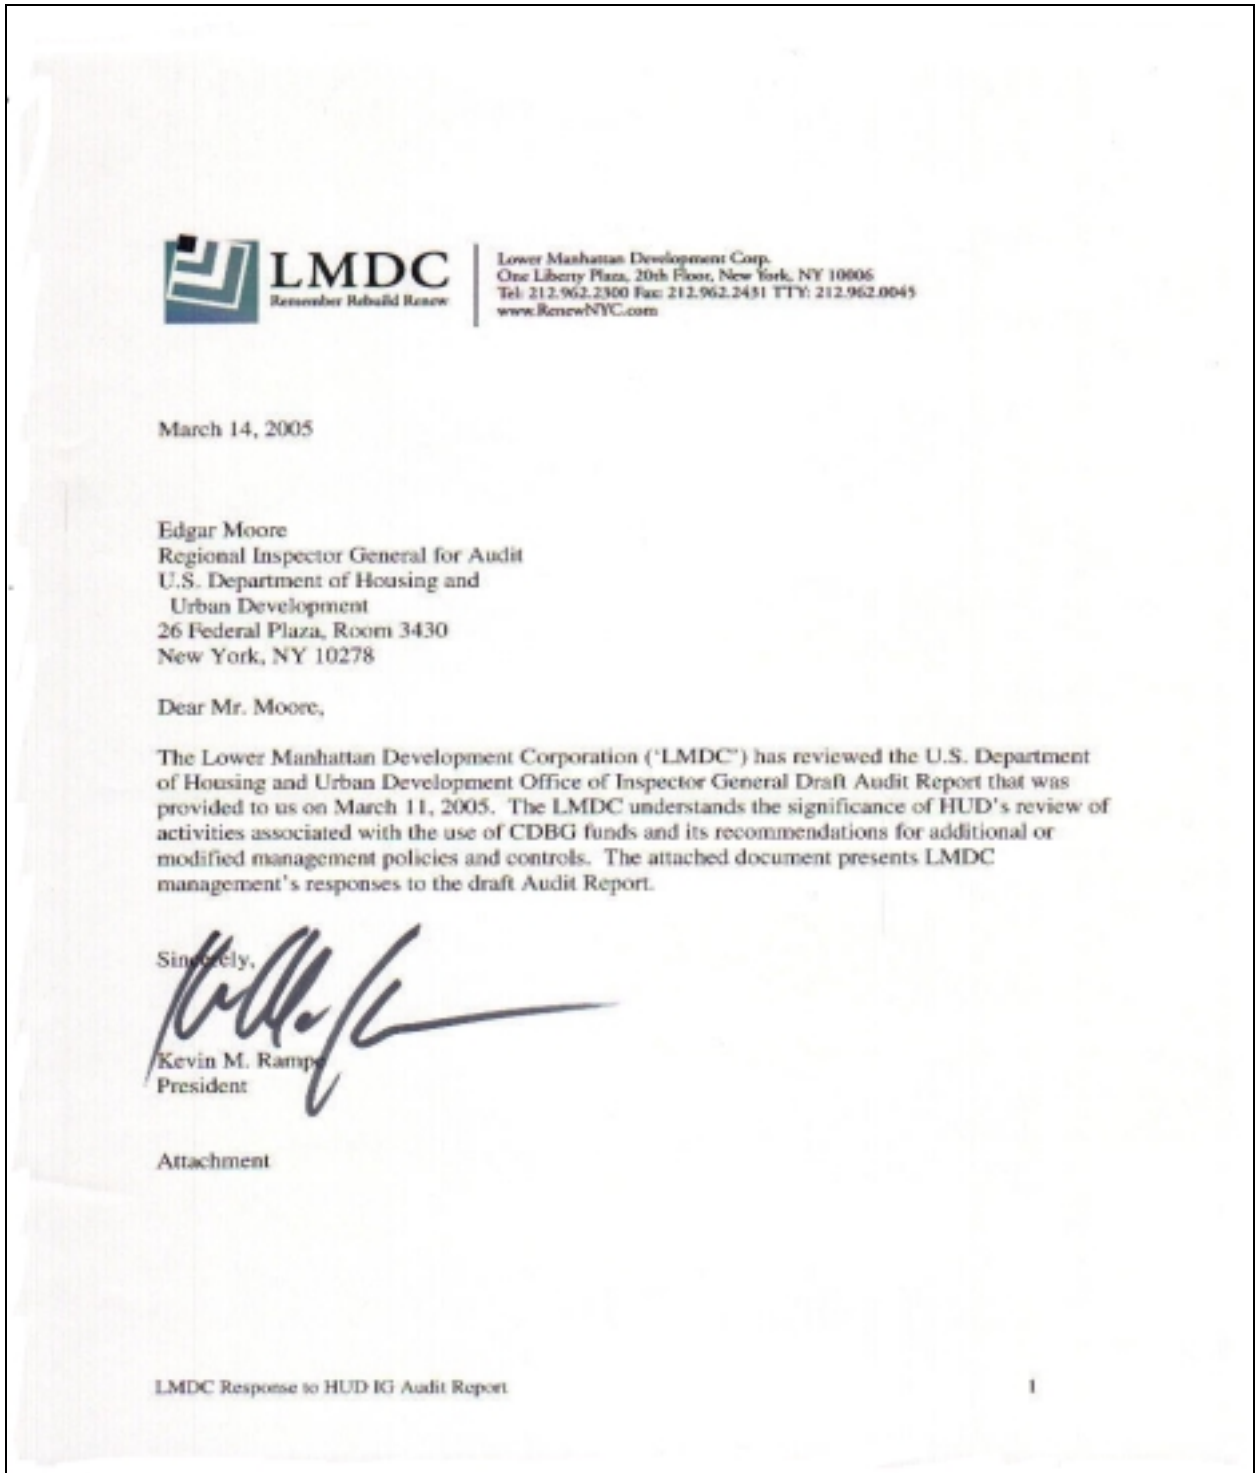 LMDC
Remember Rebuild Renew
Lower Manhattan Development Corp.
One Liberty Plaza, 20th Floor, New York, NY 10006
Tel: 212.962.2300 Fax: 212.962.2431 TTY: 212.962.0045
www.RenewNYC.com
March 14, 2005
Edgar Moore
Regional Inspector General for Audit
U.S. Department of Housing and
Urban Development
26 Federal Plaza, Room 3430
New York, NY 10278
Dear Mr. Moore,
The Lower Manhattan Development Corporation ("LMDC") has reviewed the U.S. Department
of Housing and Urban Development Office of Inspector General Draft Audit Report that was
provided to us on March 11, 2005. The LMDC understands the significance of HUD's review of
activities associated with the use of CDBG funds and its recommendations for additional or
modified management policies and controls. The attached document presents LMDC
management's responses to the draft Audit Report.
Sincerely,
Kevin M. Rampe
President
Attachment
LMDC Response to HUD IG Audit Report 1